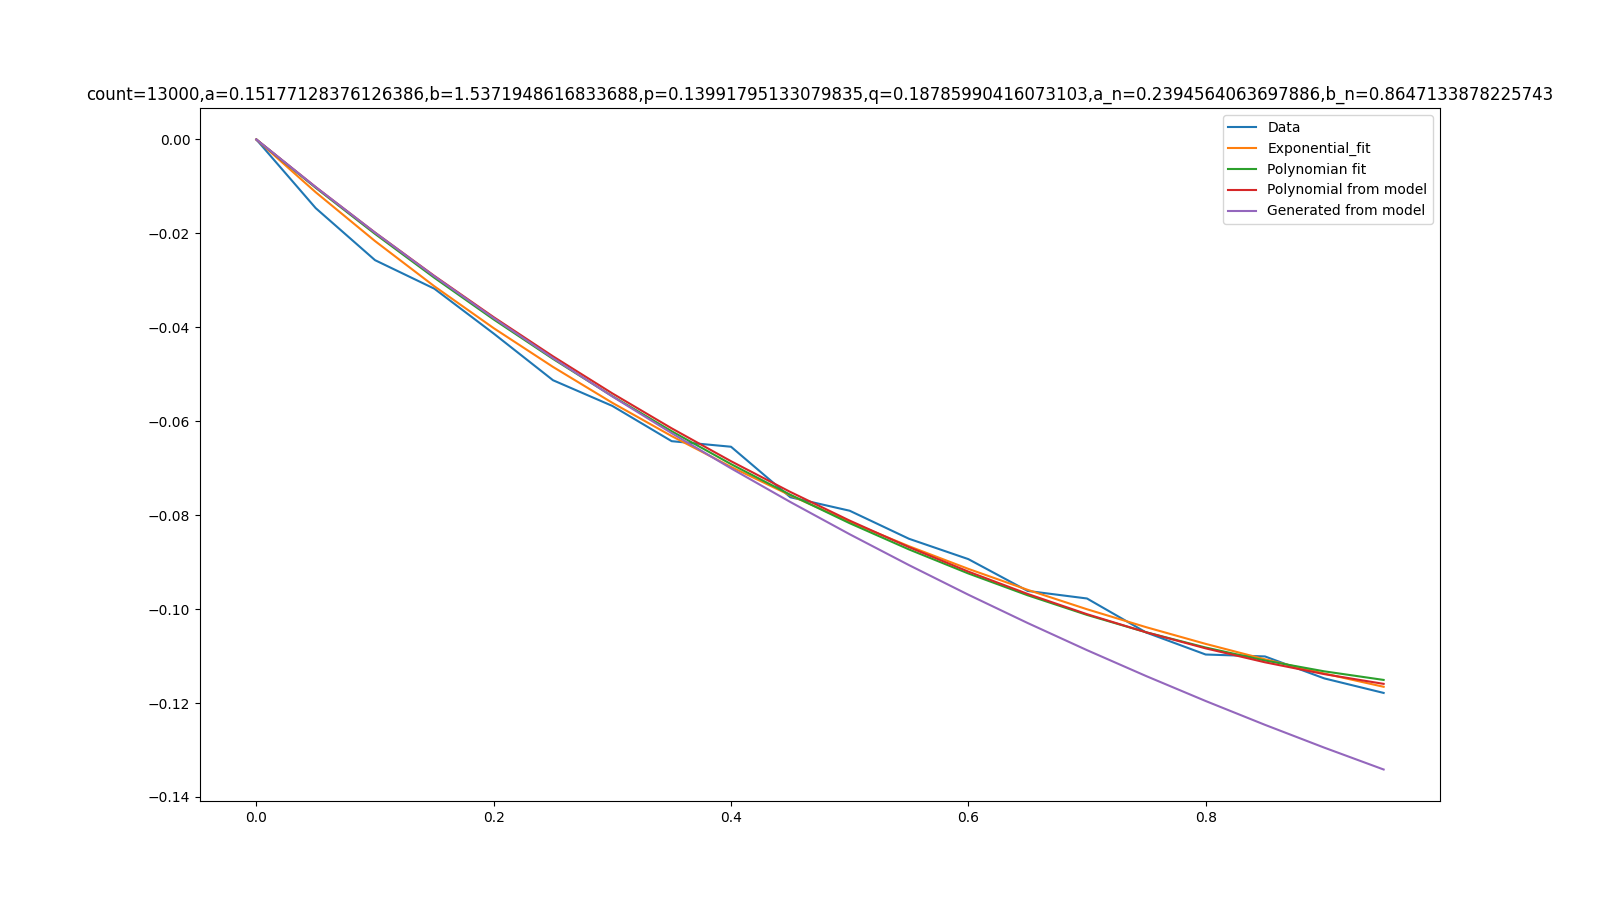 count=13000,a=0.15177128376126386,b=1.5371948616833688,p=0.13991795133079835,q=0.18785990416073103,a_n=0.2394564063697886,b_n=0.8647133878225743
Data
Exponential_fit
Polynomian fit
Polynomial from model
Generated from model
0.00
−0.02
−0.04
−0.06
−0.08
−0.10
−0.12
−0.14
0.0 0.2 0.4 0.6 0.8